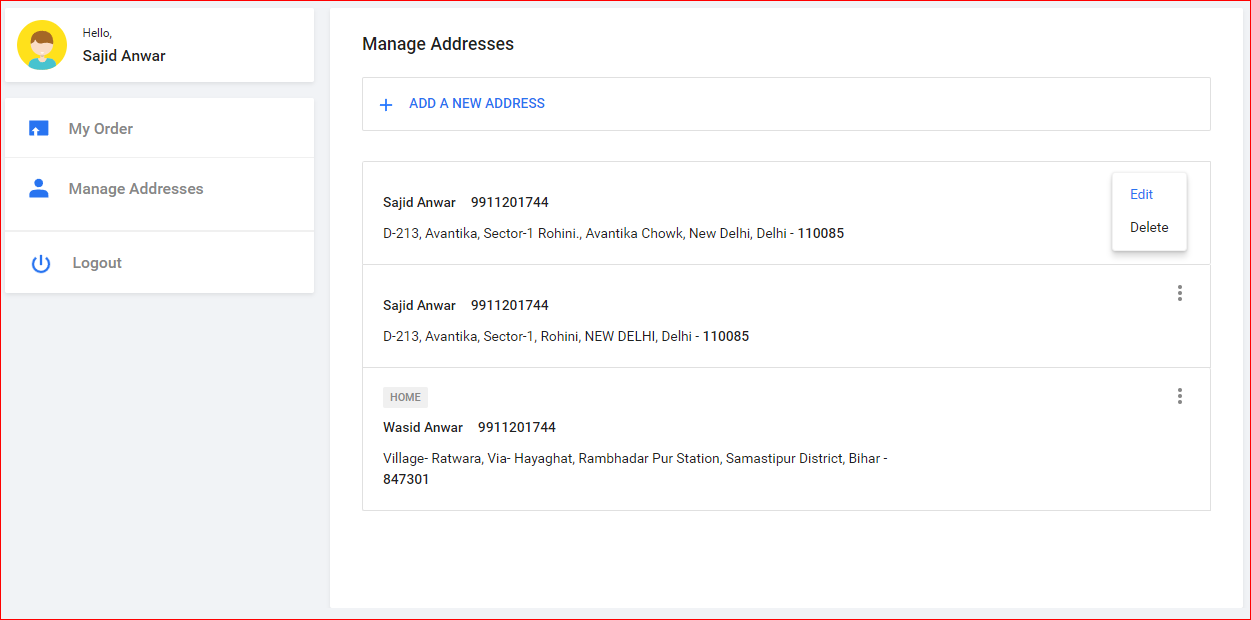 Hello,
Sajid Anwar
My Order
Manage Addresses
Logout
Manage Addresses
+ ADD A NEW ADDRESS
Sajid Anwar 9911201744
D-213, Avantika, Sector-1 Rohini., Avantika Chowk, New Delhi, Delhi - 110085
Edit
Delete
Sajid Anwar 9911201744
D-213, Avantika, Sector-1, Rohini, NEW DELHI, Delhi - 110085
HOME
Wasid Anwar 9911201744
Village- Ratwara, Via- Hayaghat, Rambhadar Pur Station, Samastipur District, Bihar -
847301